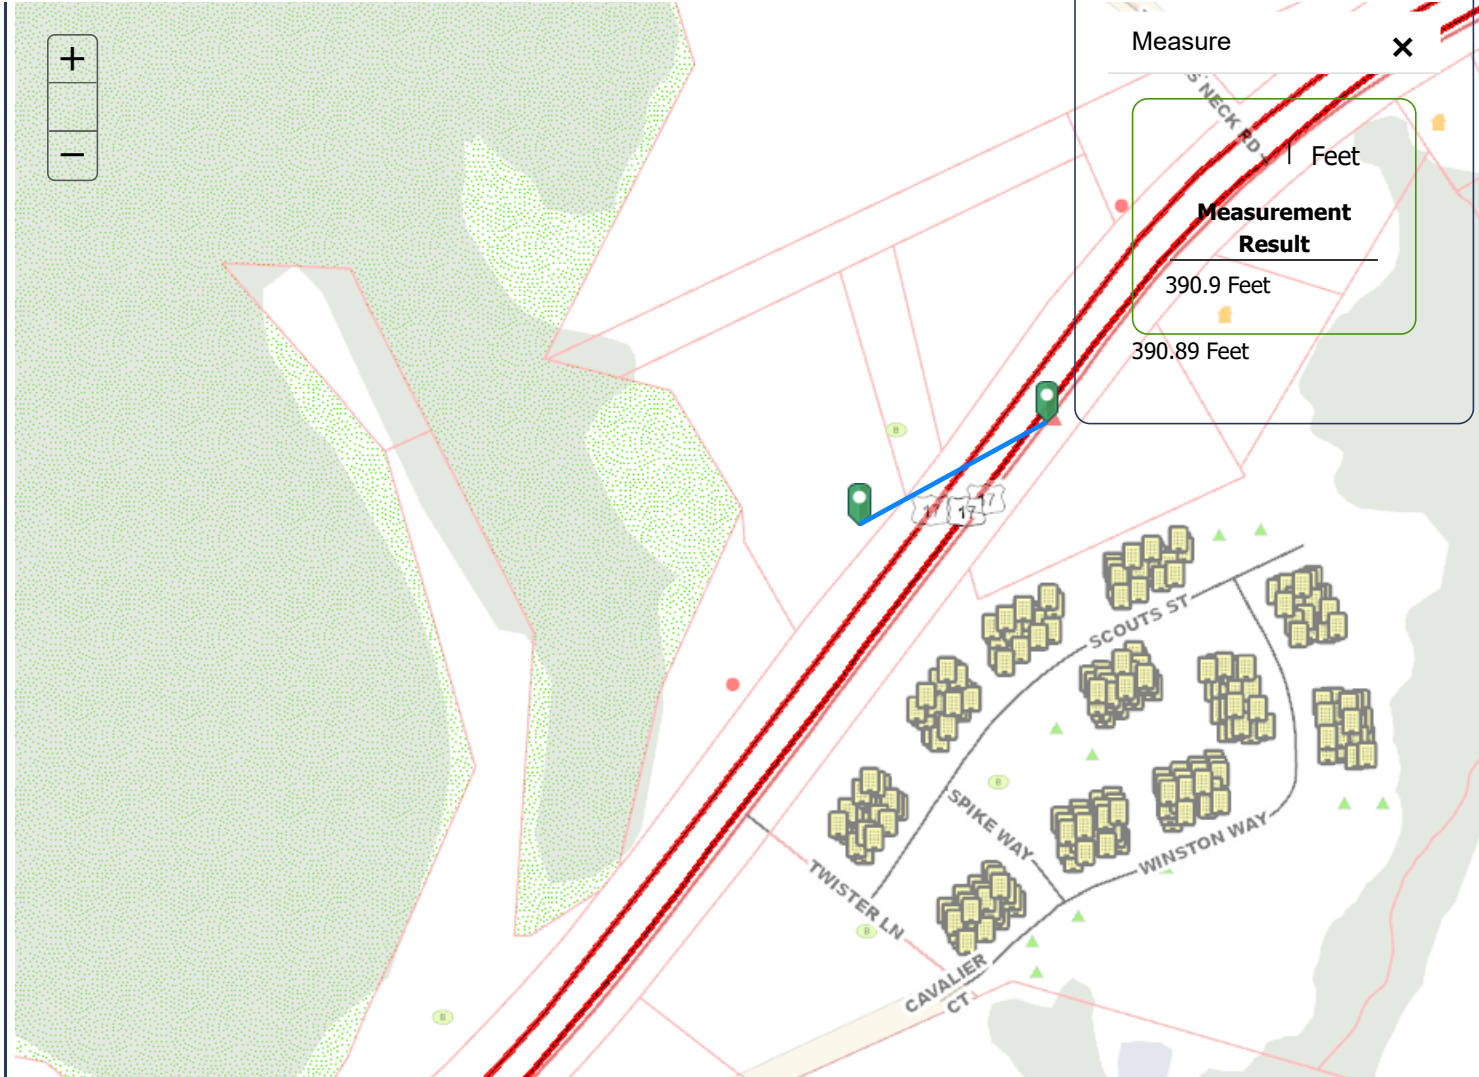 +
−
Measure
×
S NECK RD
Feet
Measurement
Result
390.9 Feet
390.89 Feet
B
17
17
17
SCOUTS ST
B
SPIKE WAY
WINSTON WAY
TWISTER LN
B
CAVALIER
CT
B